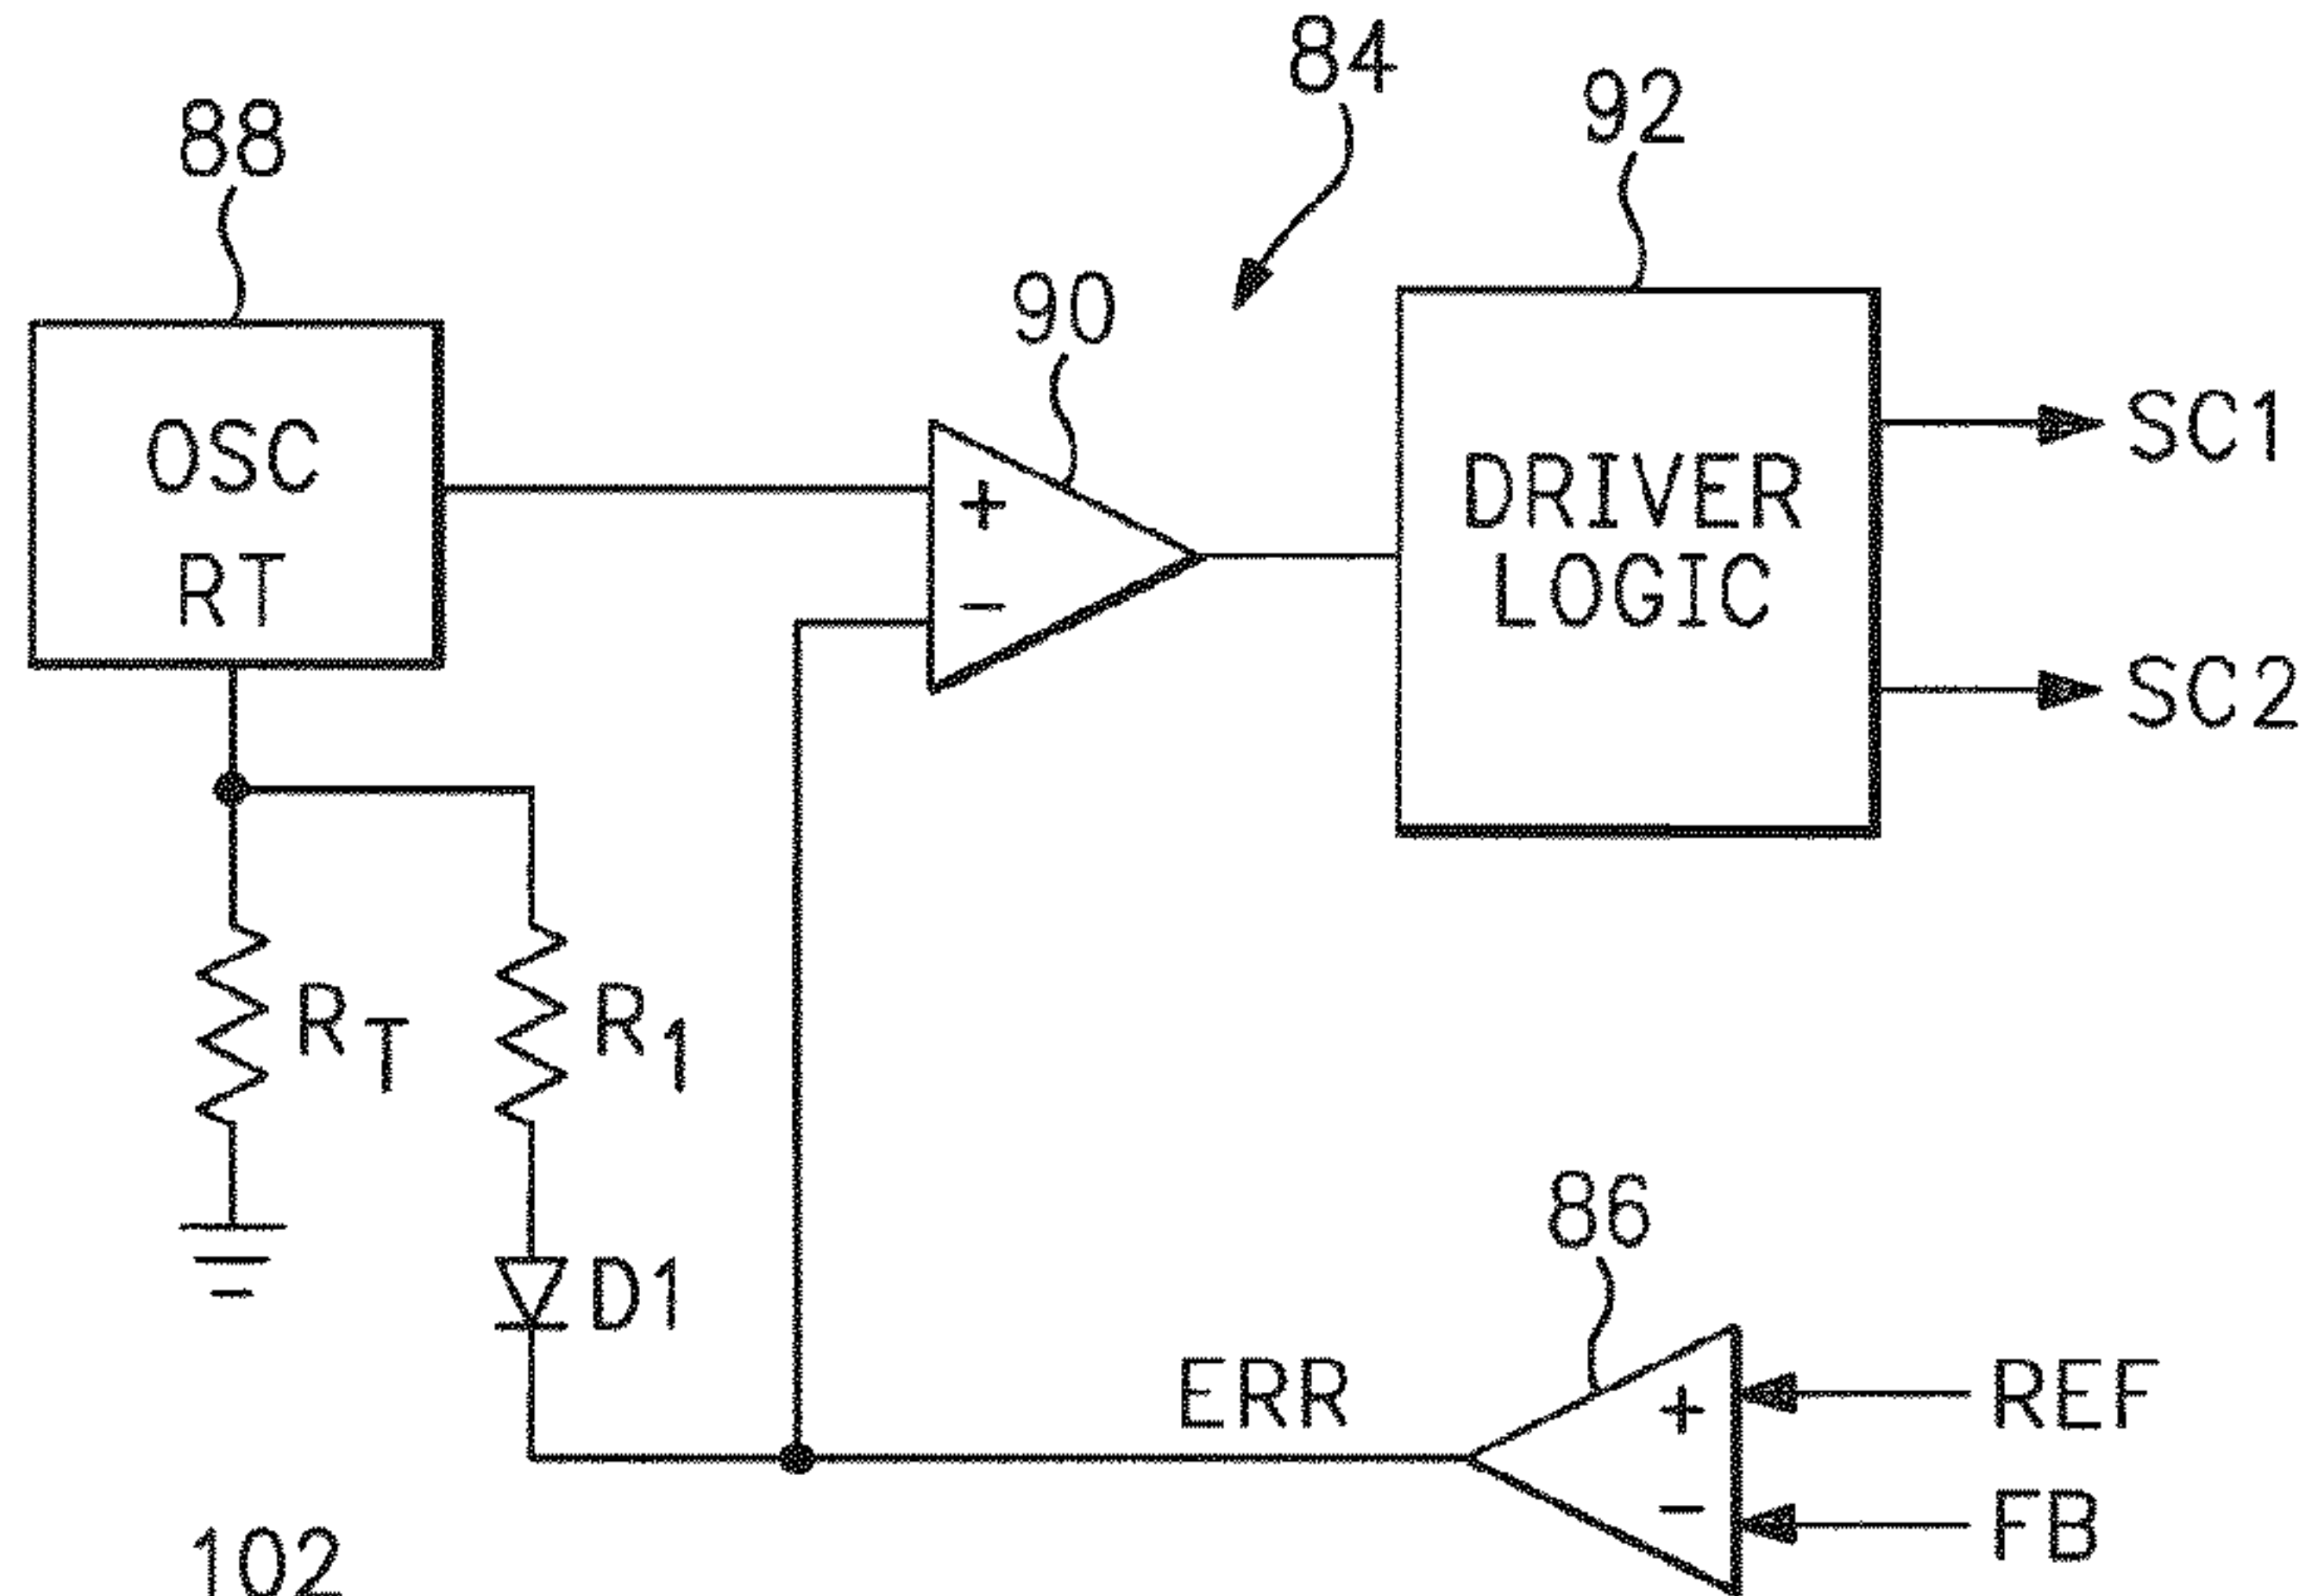 84
92
88
90
OSC
RT
+
-
DRIVER
LOGIC
SC1
SC2
RT
R1
D1
86
ERR
+
-
REF
FB
102